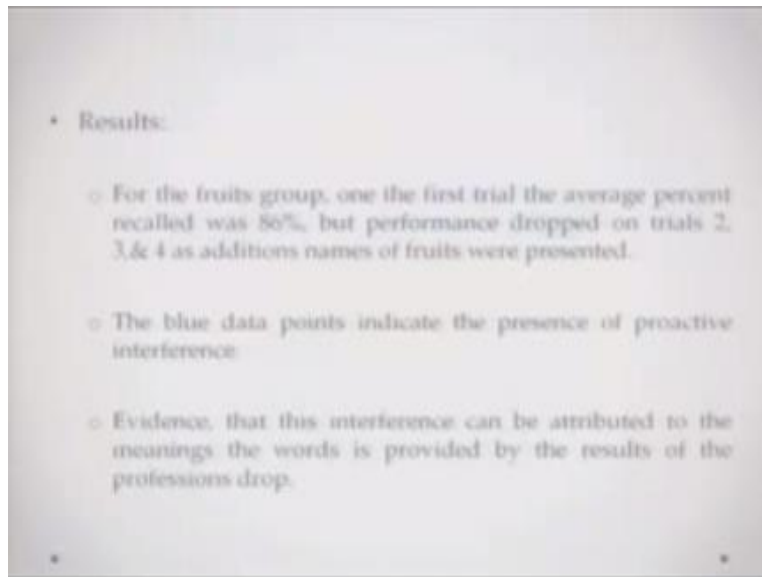 Results:
For the fruits group, one the first trial the average percent
recalled was 86%, but performance dropped on trials 2,
3,& 4 as additions names of fruits were presented.
The blue data points indicate the presence of proactive
interference
Evidence, that this interference can be attributed to the
meanings the words is provided by the results of the
professions drop.